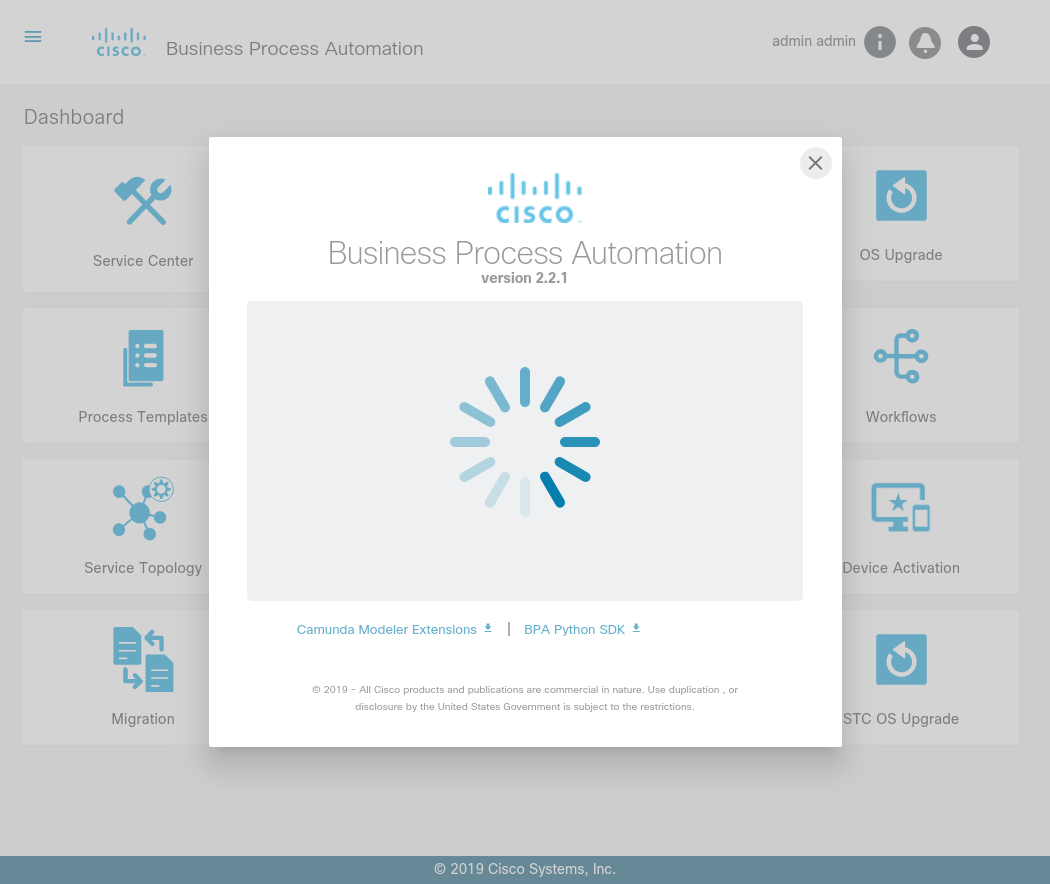 CISCO
Business Process Automation
admin admin
Dashboard
CISCO
Business Process Automation
version 2.2.1
Service Center
OS Upgrade
Process Templates
Workflows
Service Topology
Device Activation
Camunda Modeler Extensions | BPA Python SDK
© 2019 - All Cisco products and publications are commercial in nature. Use duplication , or
disclosure by the United States Government is subject to the restrictions.
Migration
STC OS Upgrade
© 2019 Cisco Systems, Inc.